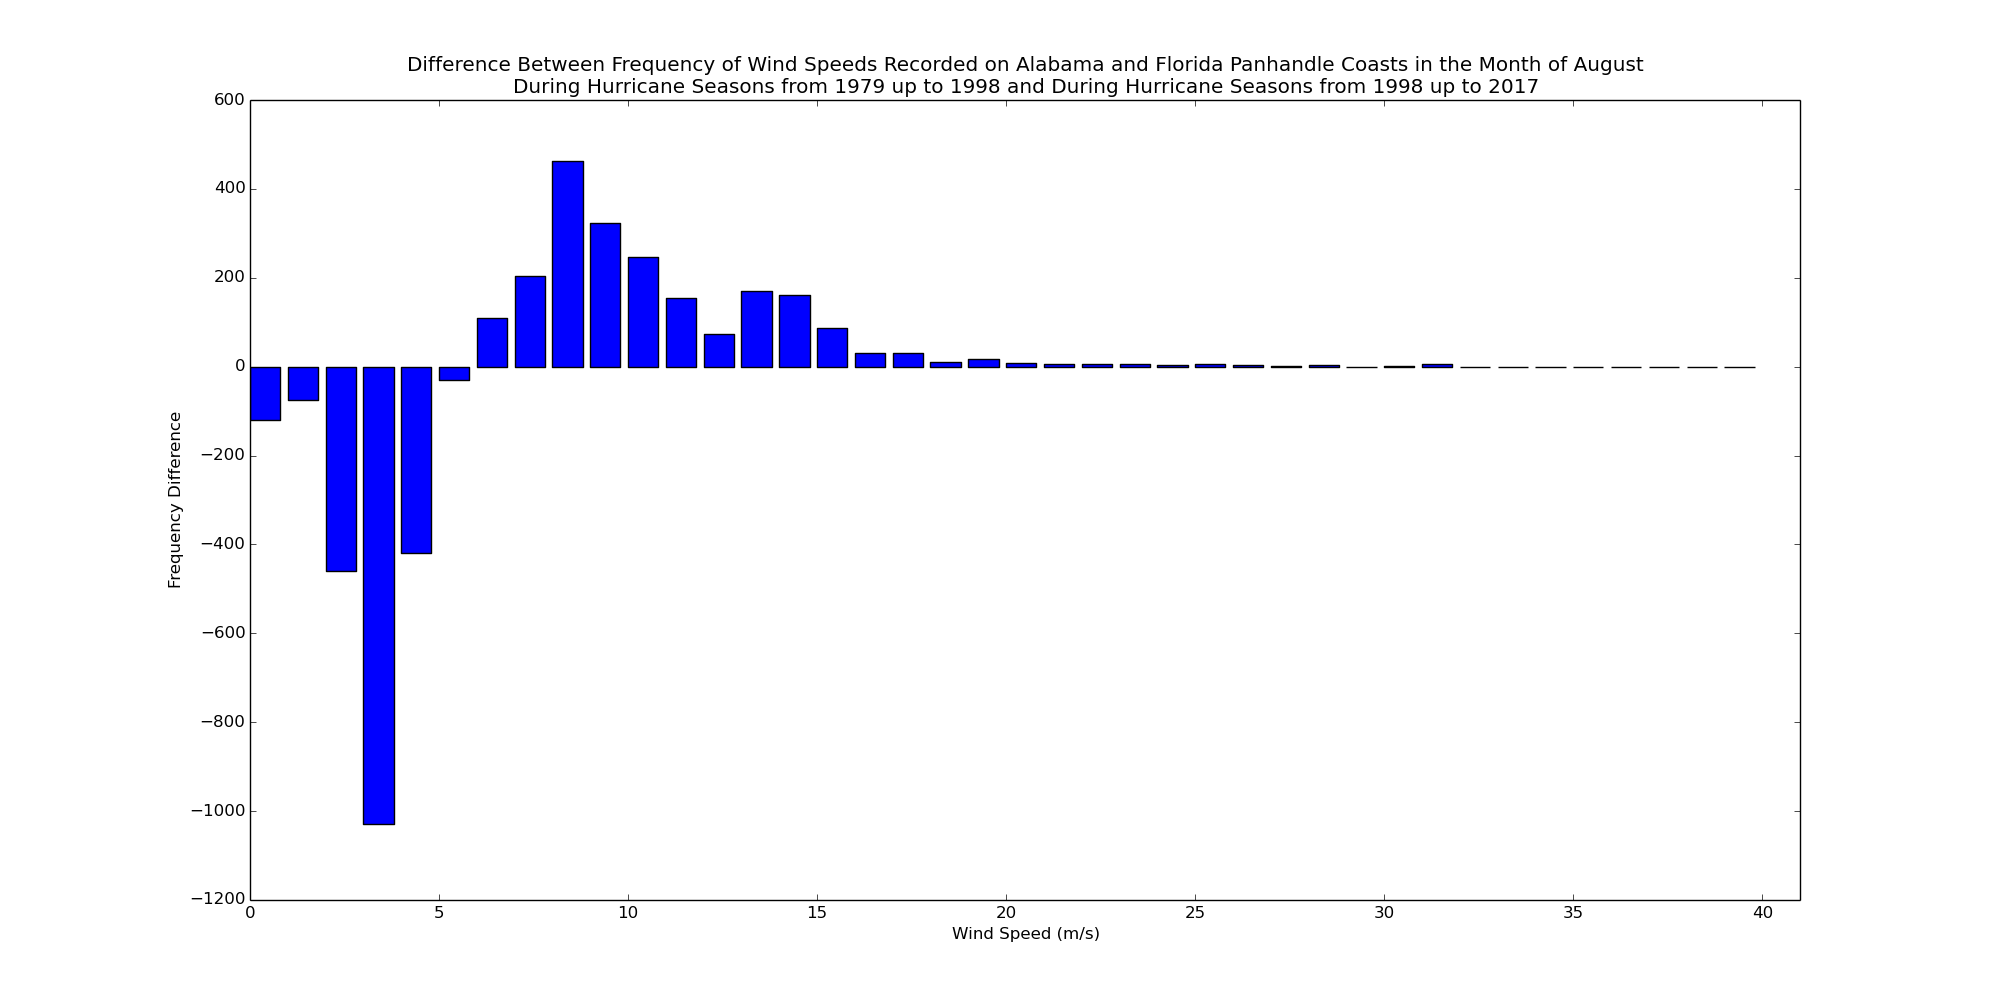 Difference Between Frequency of Wind Speeds Recorded on Alabama and Florida Panhandle Coasts in the Month of August
During Hurricane Seasons from 1979 up to 1998 and During Hurricane Seasons from 1998 up to 2017
600
400
200
0
−200
−400
−600
−800
−1000
−1200
Frequency Difference
0 5 10 15 20 25 30 35 40
Wind Speed (m/s)